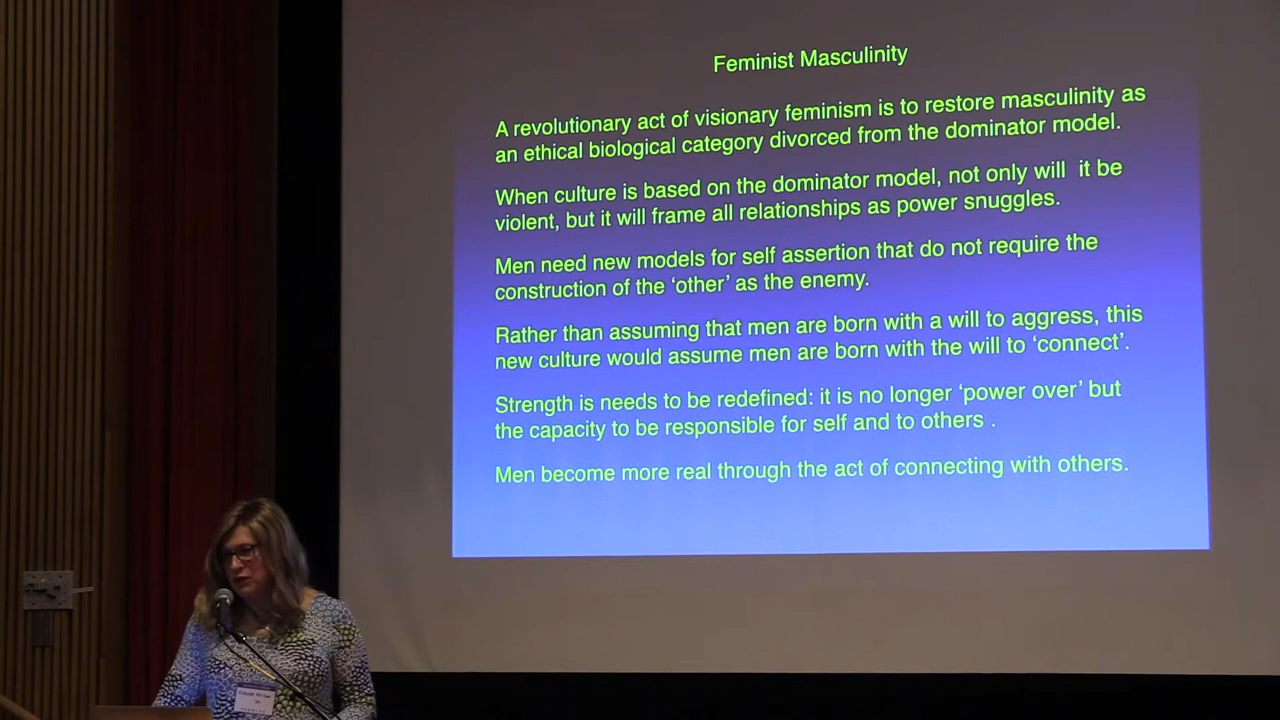 Feminist Masculinity
A revolutionary act of visionary feminism is to restore masculinity as
an ethical biological category divorced from the dominator model.
When culture is based on the dominator model, not only will it be
violent, but it will frame all relationships as power snuggles.
Men need new models for self assertion that do not require the
construction of the ‘other’ as the enemy.
Rather than assuming that men are born with a will to aggress, this
new culture would assume men are born with the will to ‘connect’.
Strength is needs to be redefined: it is no longer ‘power over’ but
the capacity to be responsible for self and to others .
Men become more real through the act of connecting with others.